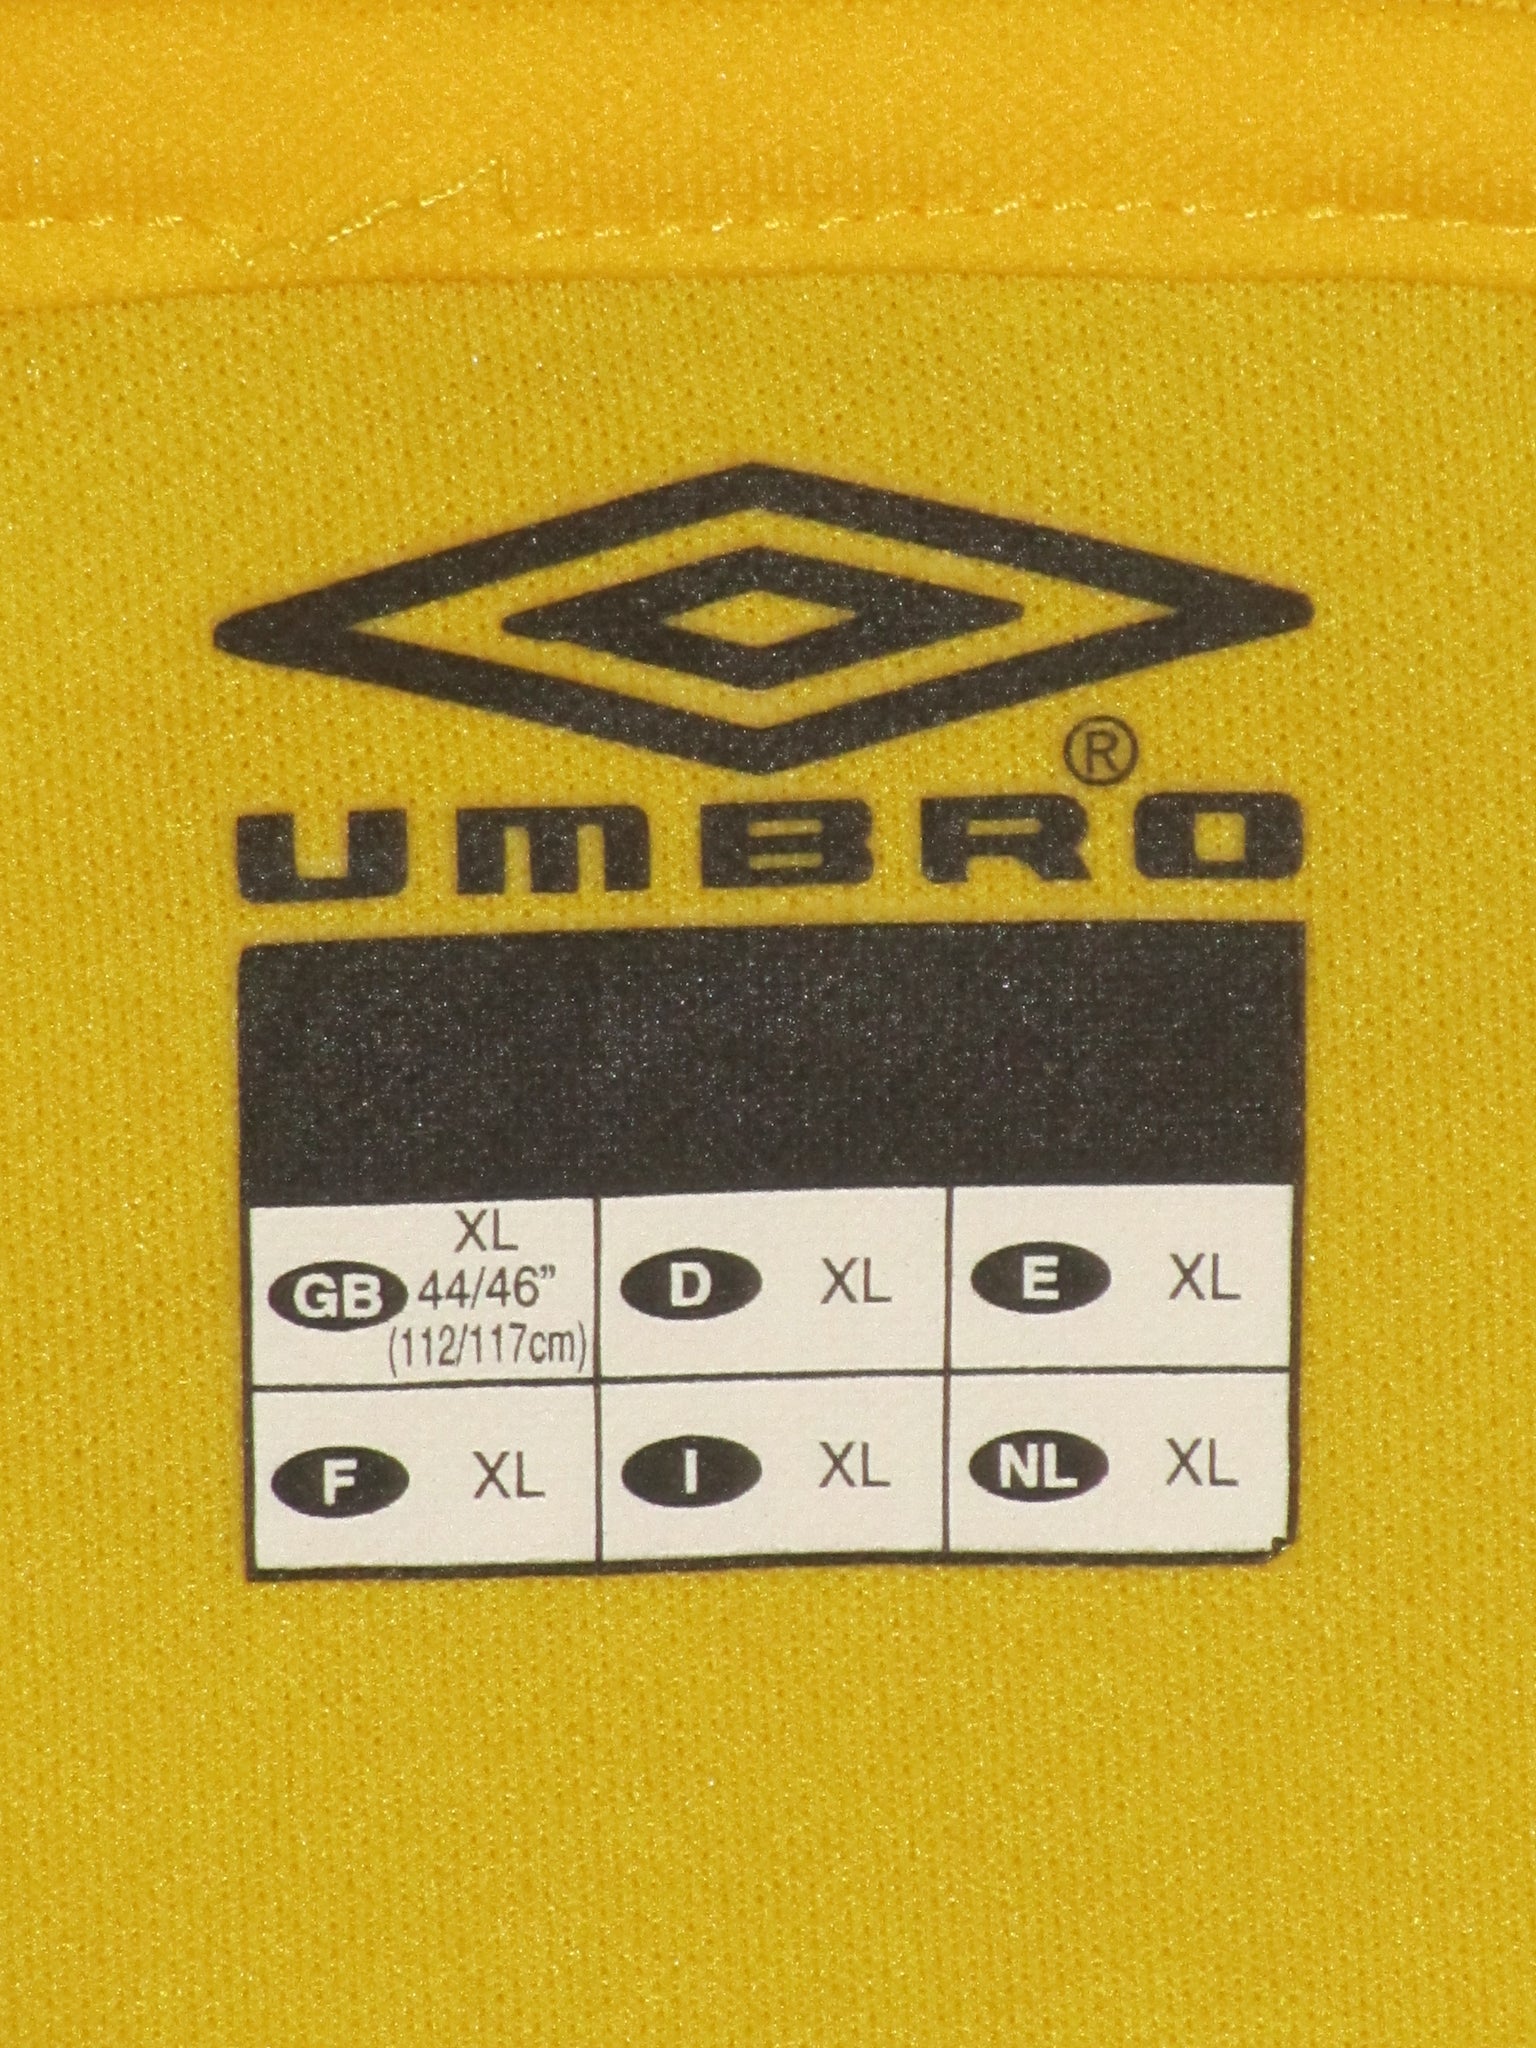 ®
UMBRO
GB XL 44/46” (112/117cm)
D XL
E XL
F XL
I XL
NL XL